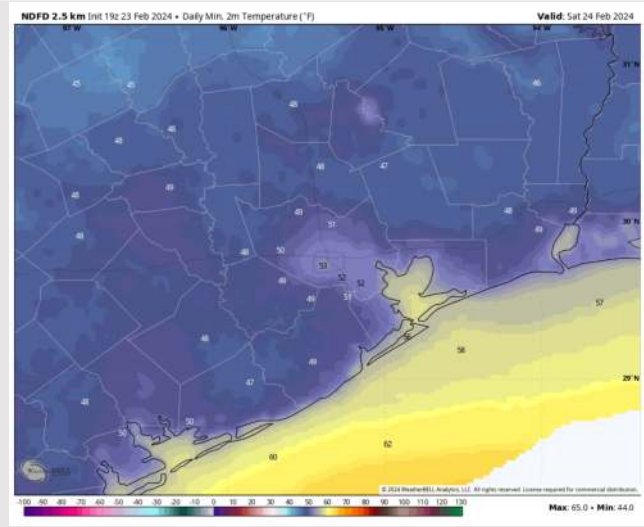 NDFD 2.5 km Init 19z 23 Feb 2024 • Daily Min. 2m Temperature (°F)
Valid: Sat 24 Feb 2024
97°W 96°W 95°W 94°W
31°N
45 45 46 46
48 48
46 47
49
48 49 51 48 49
30°N
48 48 50 49
53 52 52
49 49 51
57
48 49 58
29°N
47
48 50 50
62
60
© 2024 WeatherBELL Analytics, LLC. All rights reserved. License required for commercial distribution.
-100 -90 -80 -70 -60 -50 -40 -30 -20 -10 0 10 20 30 40 50 60 70 80 90 100 110 120 130
Max: 65.0 • Min: 44.0